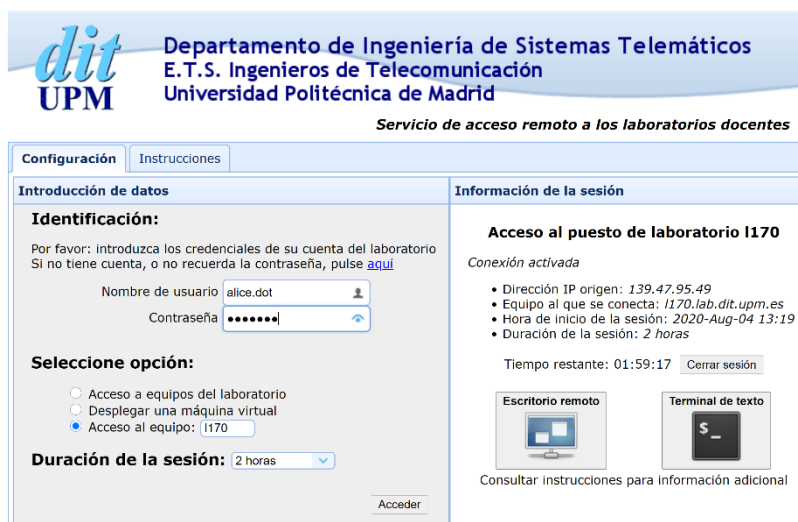 dit
UPM
Departamento de Ingeniería de Sistemas Telemáticos
E.T.S. Ingenieros de Telecomunicación
Universidad Politécnica de Madrid
Servicio de acceso remoto a los laboratorios docentes
Configuración
Instrucciones
Introducción de datos
Identificación:
Por favor: introduzca los credenciales de su cuenta del laboratorio
Si no tiene cuenta, o no recuerda la contraseña, pulse aquí
Nombre de usuario alice.dot
Contraseña •••••••
Seleccione opción:
Acceso a equipos del laboratorio
Desplegar una máquina virtual
Acceso al equipo: l170
Duración de la sesión: 2 horas
Acceder
Información de la sesión
Acceso al puesto de laboratorio l170
Conexión activada
• Dirección IP origen: 139.47.95.49
• Equipo al que se conecta: l170.lab.dit.upm.es
• Hora de inicio de la sesión: 2020-Aug-04 13:19
• Duración de la sesión: 2 horas
Tiempo restante: 01:59:17 Cerrar sesión
Escritorio remoto
Terminal de texto
$_
Consultar instrucciones para información adicional